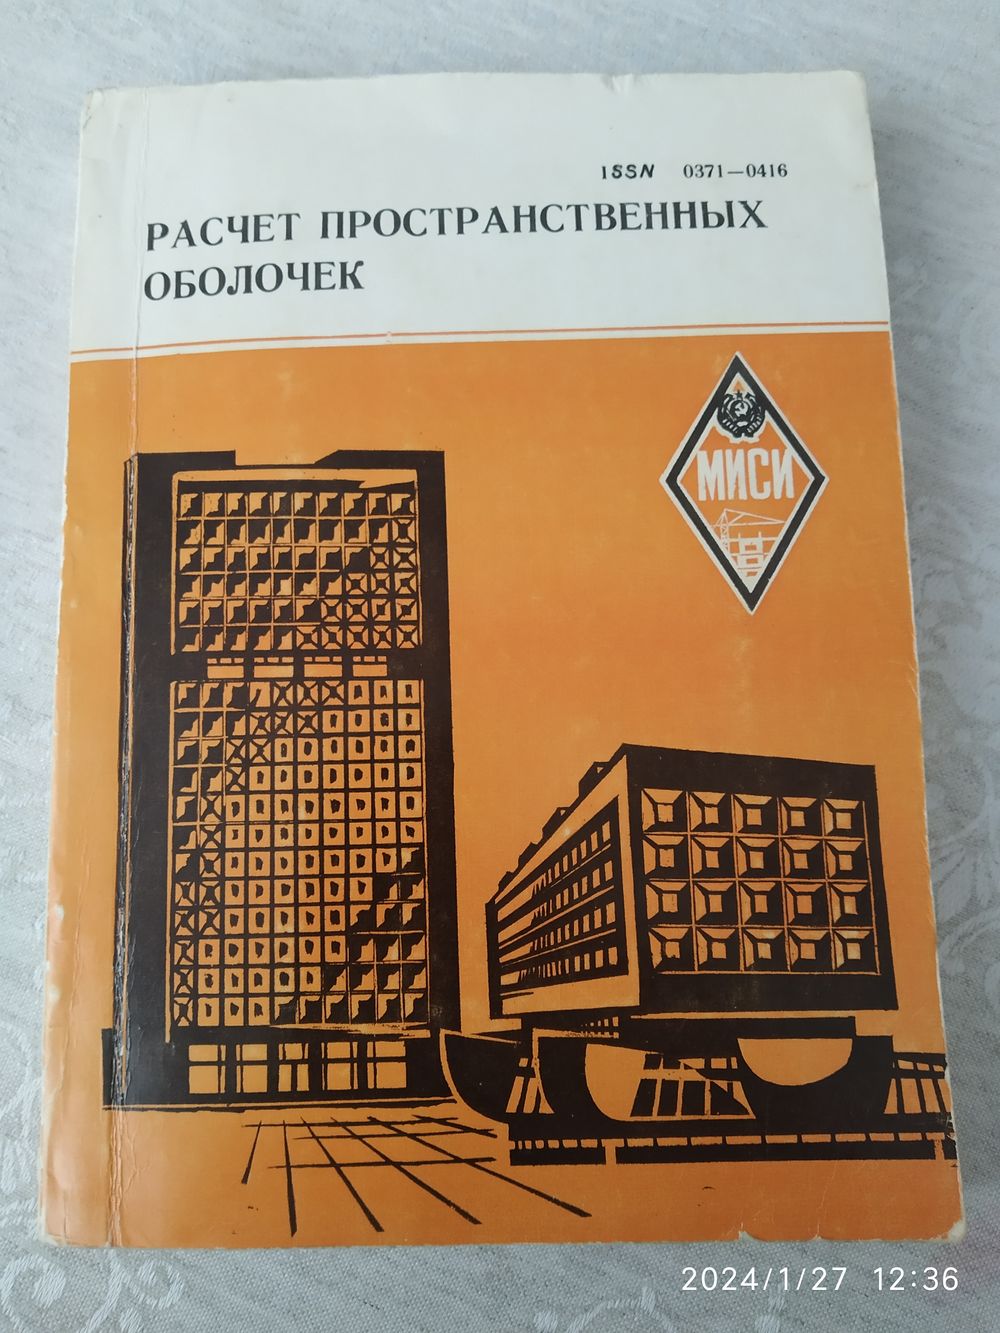 ISSN 0371—0416
РАСЧЕТ ПРОСТРАНСТВЕННЫХ
ОБОЛОЧЕК
МИСИ
2024/1/27 12:36